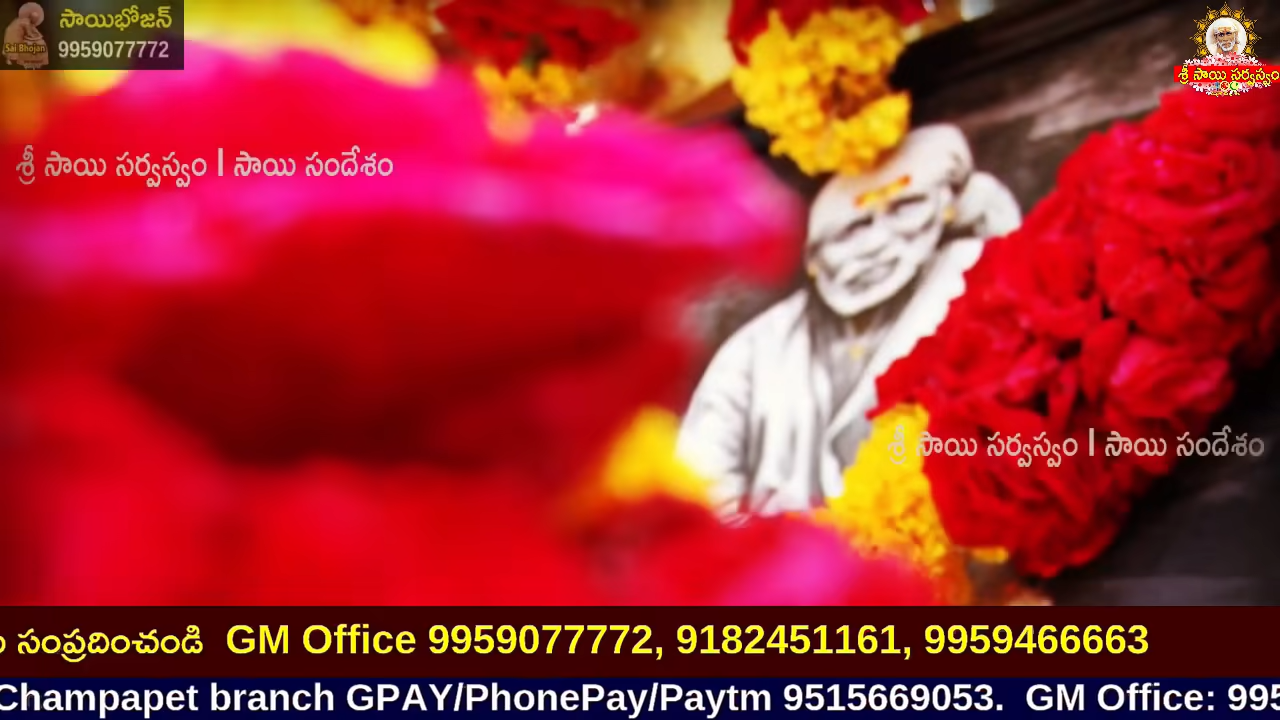 సాయిభోజన్
Sai Bhojan
9959077772
శ్రీ సాయి సర్వస్వం
శ్రీ సాయి సర్వస్వం I సాయి సందేశం
శ్రీ సాయి సర్వస్వం I సాయి సందేశం
సంప్రదించండి GM Office 9959077772, 9182451161, 9959466663
Champapet branch GPAY/PhonePay/Paytm 9515669053. GM Office: 995